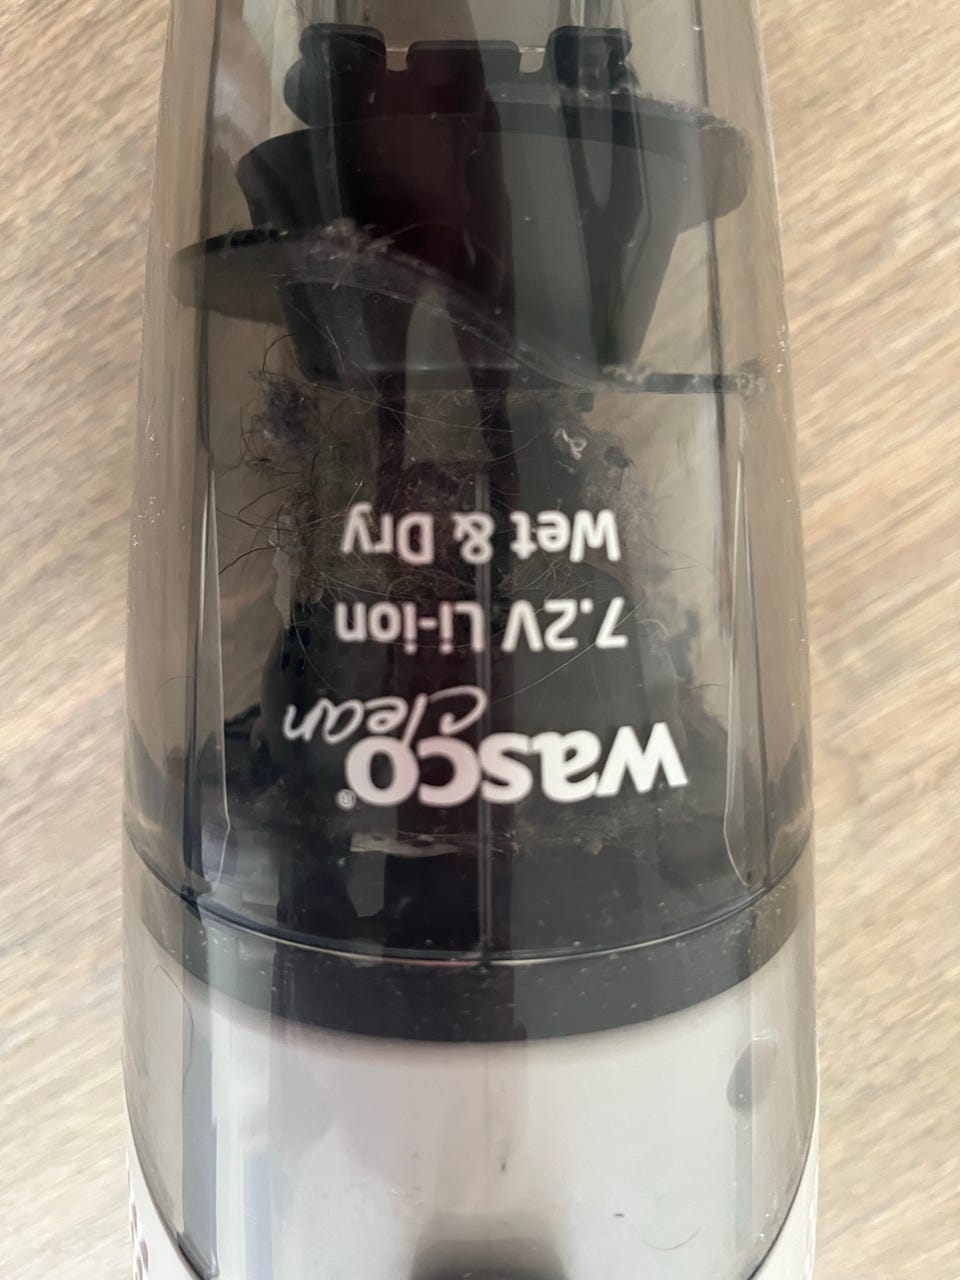 wasco® clean
7.2V Li-ion
Wet & Dry